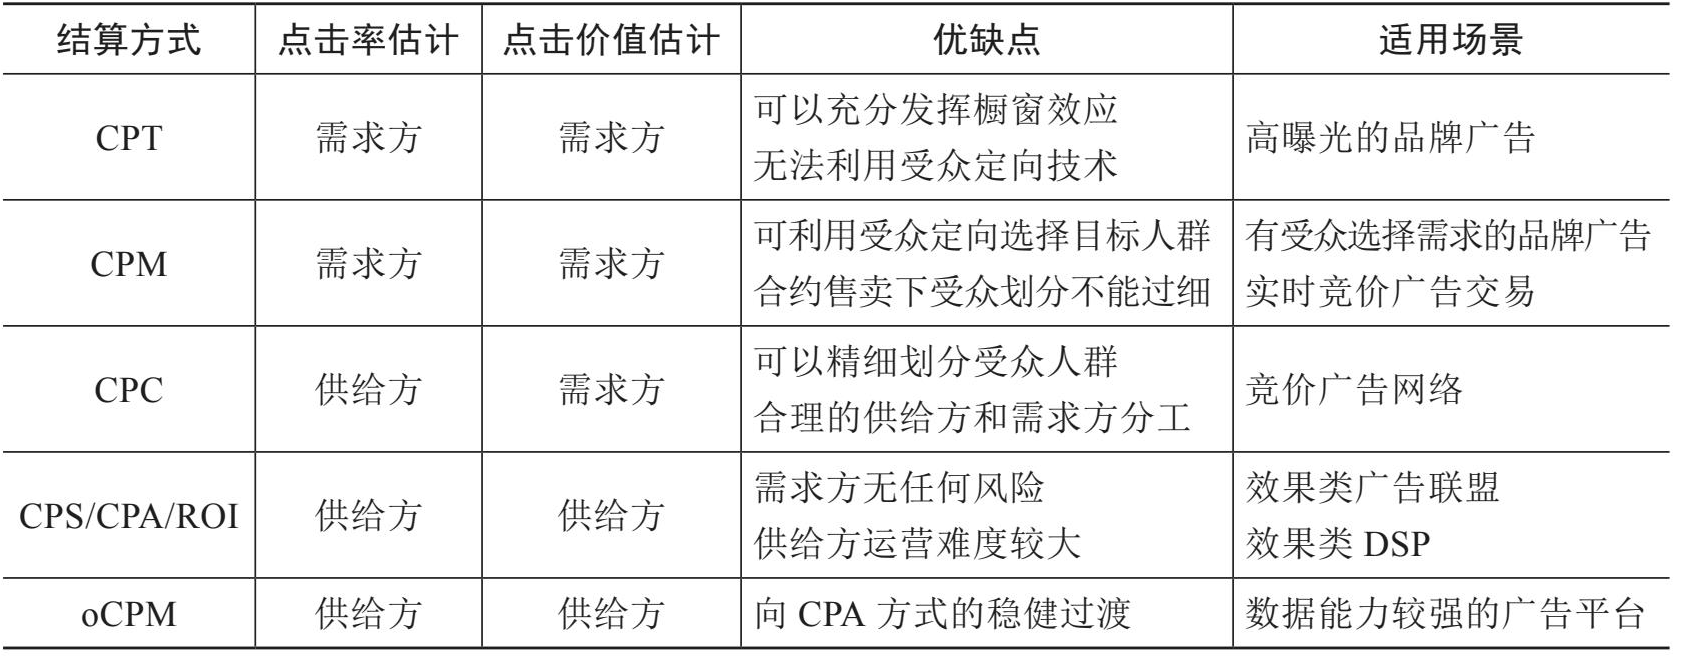 结算方式 点击率估计 点击价值估计 优缺点 适用场景
CPT 需求方 需求方 可以充分发挥橱窗效应 高曝光的品牌广告
无法利用受众定向技术
CPM 需求方 需求方 可利用受众定向选择目标人群 有受众选择需求的品牌广告
合约售卖下受众划分不能过细 实时竞价广告交易
CPC 供给方 需求方 可以精细划分受众人群 竞价广告网络
合理的供给方和需求方分工
CPS/CPA/ROI 供给方 供给方 需求方无任何风险 效果类广告联盟
供给方运营难度较大 效果类 DSP
oCPM 供给方 供给方 向 CPA 方式的稳健过渡 数据能力较强的广告平台